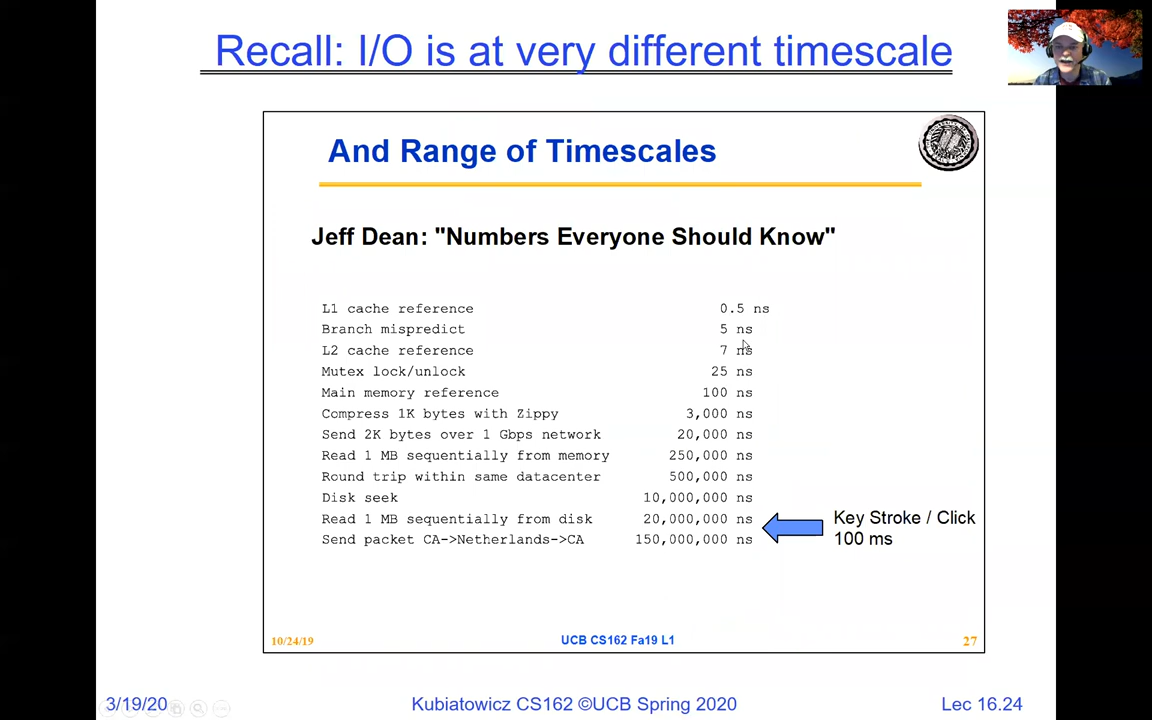 Recall: I/O is at very different timescale
And Range of Timescales
Jeff Dean: "Numbers Everyone Should Know"
L1 cache reference 0.5 ns
Branch mispredict 5 ns
L2 cache reference 7 ns
Mutex lock/unlock 25 ns
Main memory reference 100 ns
Compress 1K bytes with Zippy 3,000 ns
Send 2K bytes over 1 Gbps network 20,000 ns
Read 1 MB sequentially from memory 250,000 ns
Round trip within same datacenter 500,000 ns
Disk seek 10,000,000 ns
Read 1 MB sequentially from disk 20,000,000 ns
Send packet CA->Netherlands->CA 150,000,000 ns
Key Stroke / Click
100 ms
10/24/19 UCB CS162 Fa19 L1 27
3/19/20 Kubiatowicz CS162 ©UCB Spring 2020 Lec 16.24